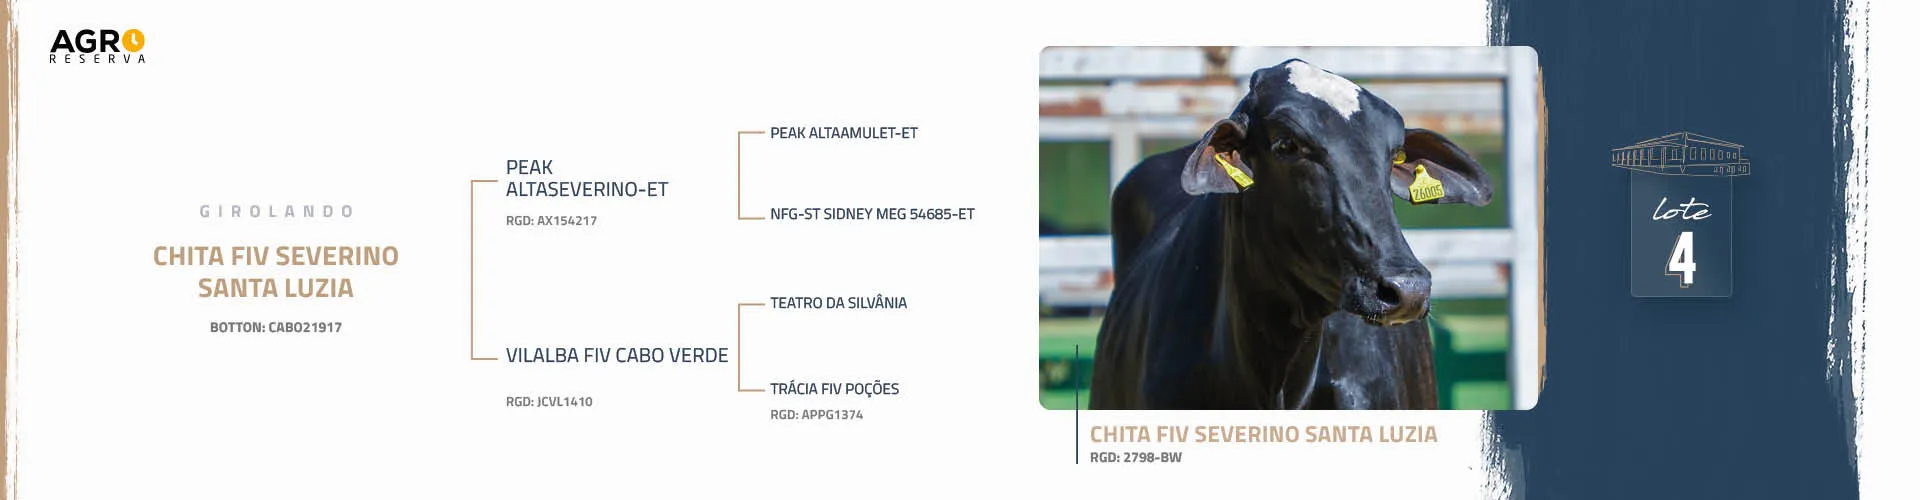 AGRO
RESERVA
GIROLANDO
CHITA FIV SEVERINO
SANTA LUZIA
BOTTON: CABO21917
PEAK
ALTASEVERINO-ET
RGD: AX154217
VILALBA FIV CABO VERDE
RGD: JCVL1410
PEAK ALTAAMULET-ET
NFG-ST SIDNEY MEG 54685-ET
TEATRO DA SILVÂNIA
TRÁCIA FIV POÇÕES
RGD: APPG1374
26005
CHITA FIV SEVERINO SANTA LUZIA
RGD: 2798-BW
lote
4